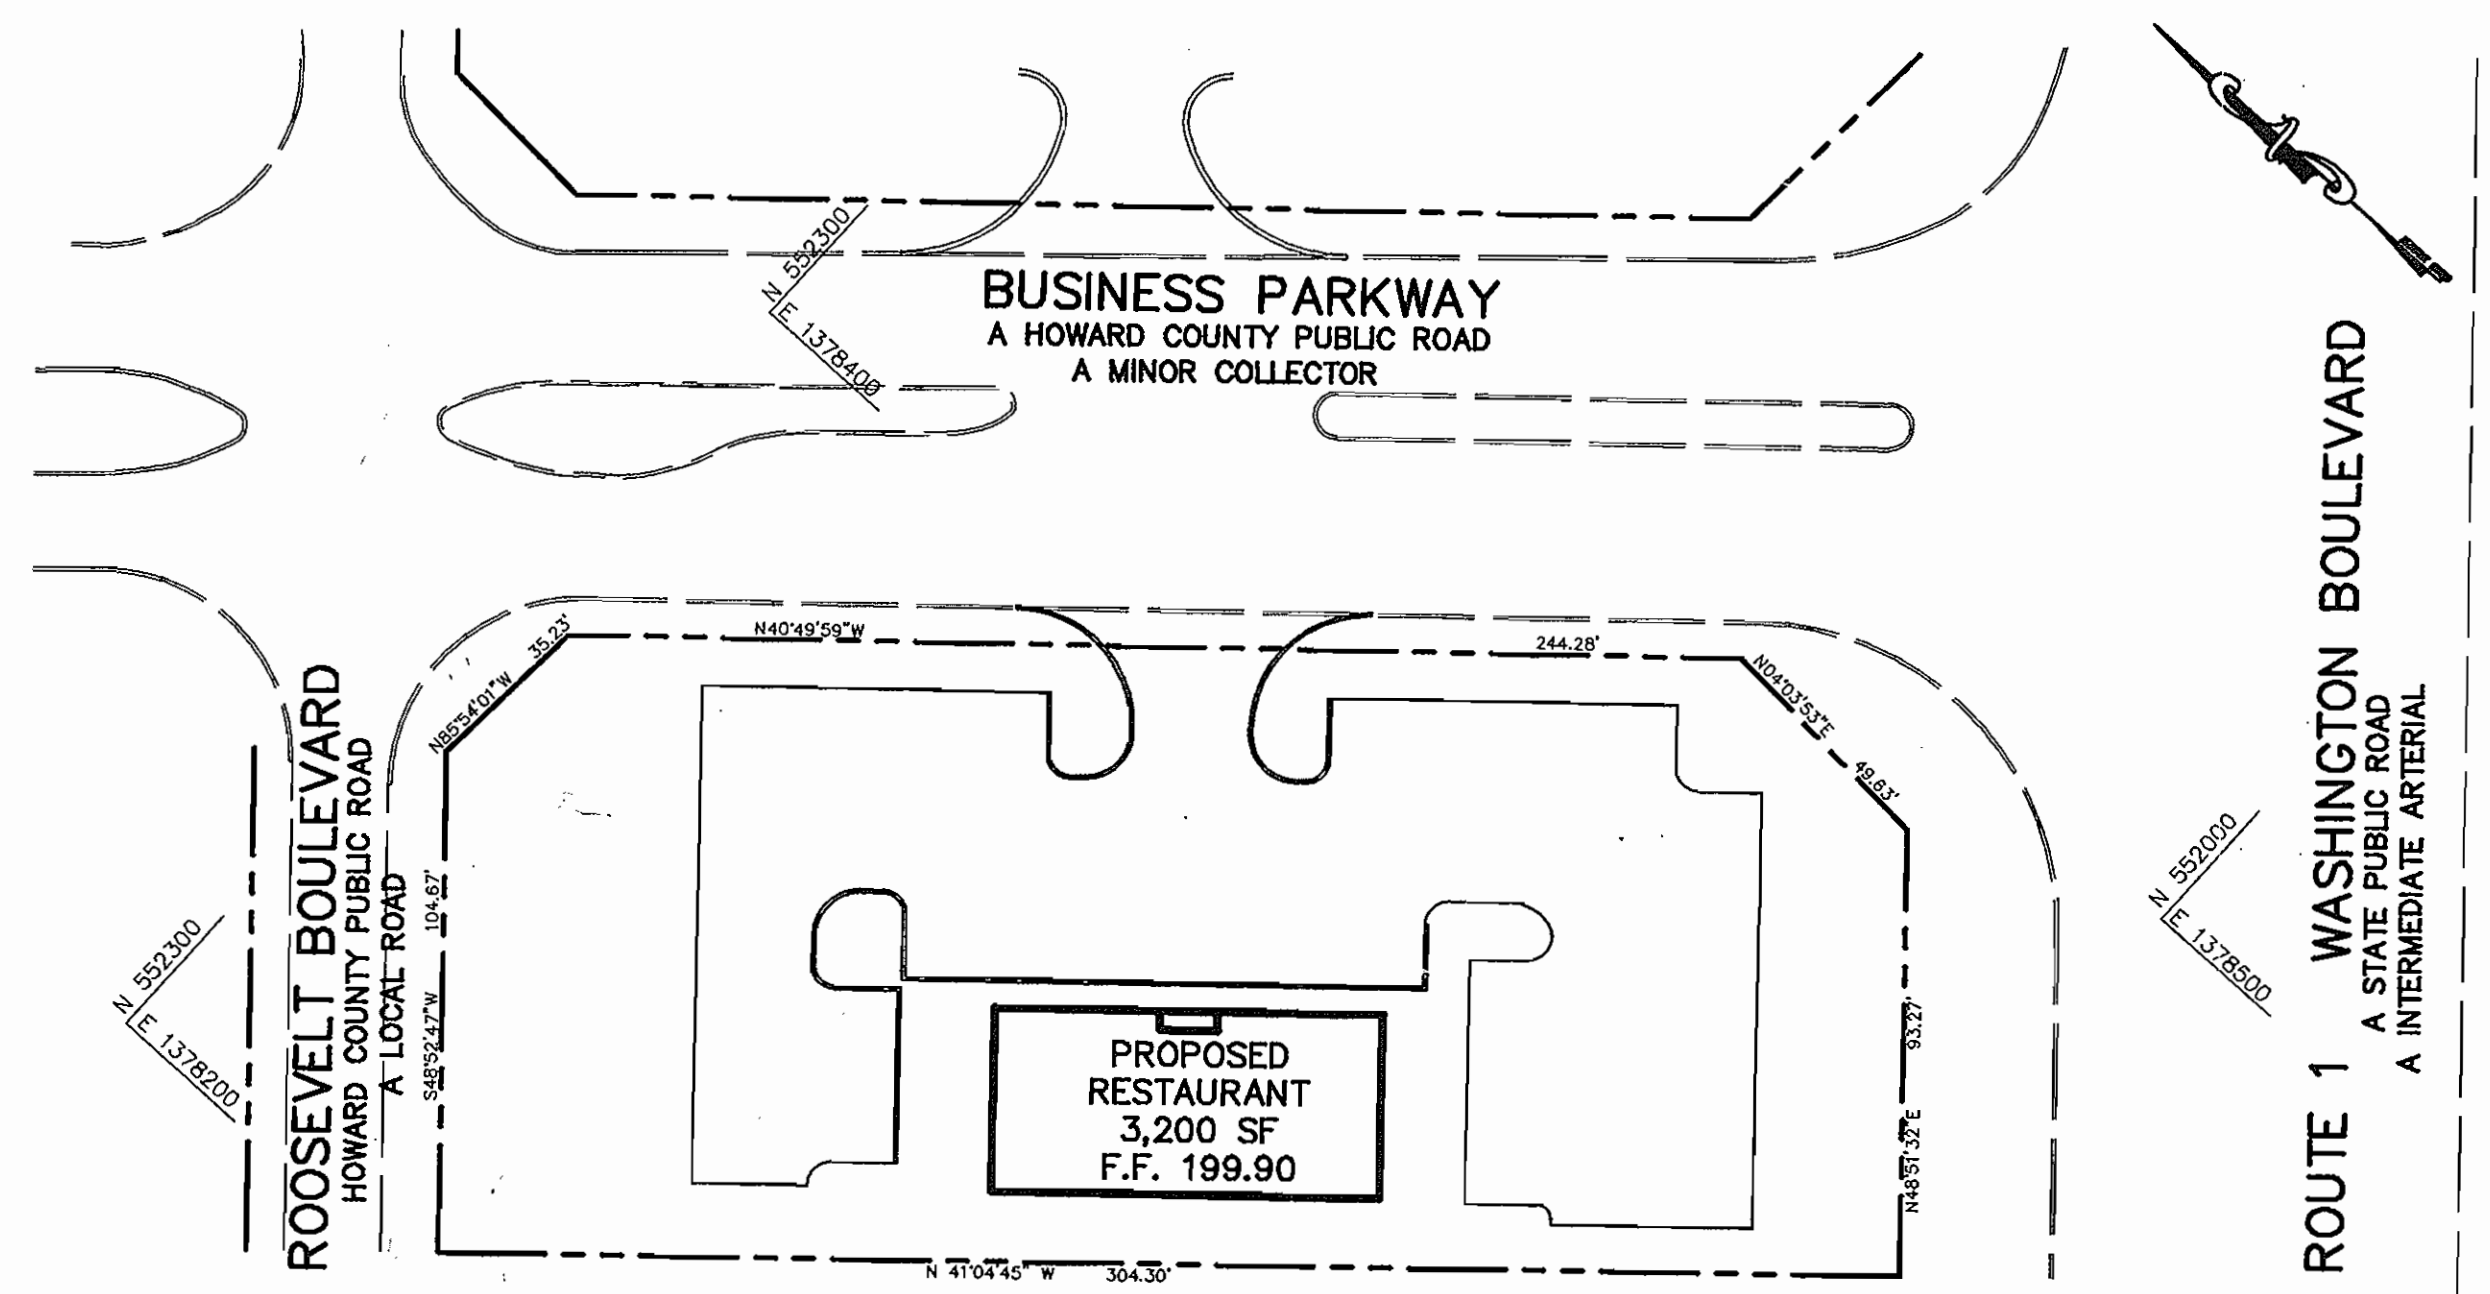 N 552300
E 1378400
BUSINESS PARKWAY
A HOWARD COUNTY PUBLIC ROAD
A MINOR COLLECTOR
N85°54'01"W 35.23'
N40°49'59"W 244.28'
N04°03'53"E 49.63'
ROOSEVELT BOULEVARD
HOWARD COUNTY PUBLIC ROAD
A LOCAL ROAD
S48°52'47"W 104.67'
N 552300
E 1378200
PROPOSED
RESTAURANT
3,200 SF
F.F. 199.90
N48°51'32"E 93.27'
N 41°04'45" W 304.30'
N 552000
E 1378500
ROUTE 1 WASHINGTON BOULEVARD
A STATE PUBLIC ROAD
A INTERMEDIATE ARTERIAL